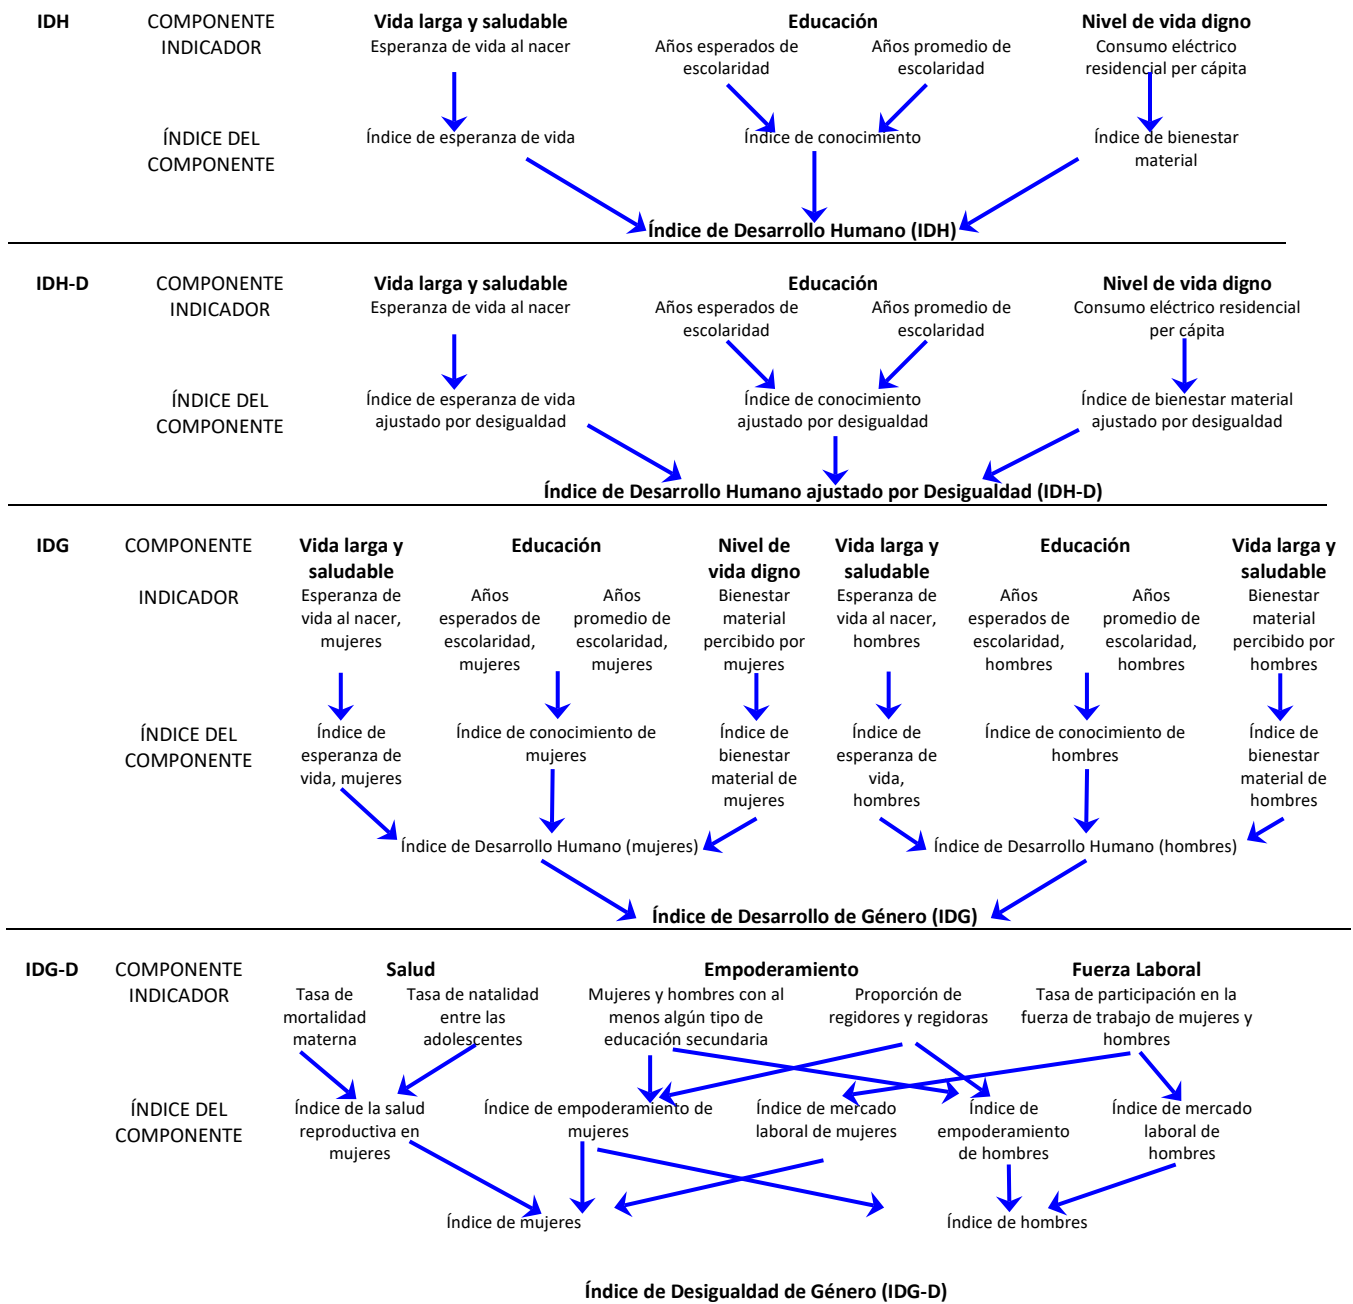 IDH COMPONENTE Vida larga y saludable Educación Nivel de vida digno
INDICADOR Esperanza de vida al nacer Años esperados de Años promedio de Consumo eléctrico
escolaridad escolaridad residencial per cápita
ÍNDICE DEL Índice de esperanza de vida Índice de conocimiento Índice de bienestar
COMPONENTE material
Índice de Desarrollo Humano (IDH)
IDH-D COMPONENTE Vida larga y saludable Educación Nivel de vida digno
INDICADOR Esperanza de vida al nacer Años esperados de Años promedio de Consumo eléctrico residencial
escolaridad escolaridad per cápita
ÍNDICE DEL Índice de esperanza de vida Índice de conocimiento Índice de bienestar material
COMPONENTE ajustado por desigualdad ajustado por desigualdad ajustado por desigualdad
Índice de Desarrollo Humano ajustado por Desigualdad (IDH-D)
IDG COMPONENTE Vida larga y Educación Nivel de Vida larga y Educación Vida larga y
saludable vida digno saludable saludable
INDICADOR Esperanza de Años Años Bienestar Esperanza de Años Años Bienestar
vida al nacer, esperados de promedio de material vida al nacer, esperados de promedio de material
mujeres escolaridad, escolaridad, percibido por hombres escolaridad, escolaridad, percibido por
mujeres mujeres mujeres hombres hombres hombres
ÍNDICE DEL Índice de Índice de conocimiento de Índice de Índice de Índice de conocimiento de Índice de
COMPONENTE esperanza de mujeres bienestar esperanza de hombres bienestar
vida, mujeres material de vida, material de
mujeres hombres hombres
Índice de Desarrollo Humano (mujeres) Índice de Desarrollo Humano (hombres)
Índice de Desarrollo de Género (IDG)
IDG-D COMPONENTE Salud Empoderamiento Fuerza Laboral
INDICADOR Tasa de Tasa de natalidad Mujeres y hombres con al Proporción de Tasa de participación en la
mortalidad entre las menos algún tipo de regidores y regidoras fuerza de trabajo de mujeres y
materna adolescentes educación secundaria hombres
ÍNDICE DEL Índice de la salud Índice de empoderamiento de Índice de mercado Índice de Índice de mercado
COMPONENTE reproductiva en mujeres laboral de mujeres empoderamiento laboral de
mujeres de hombres hombres
Índice de mujeres Índice de hombres
Índice de Desigualdad de Género (IDG-D)